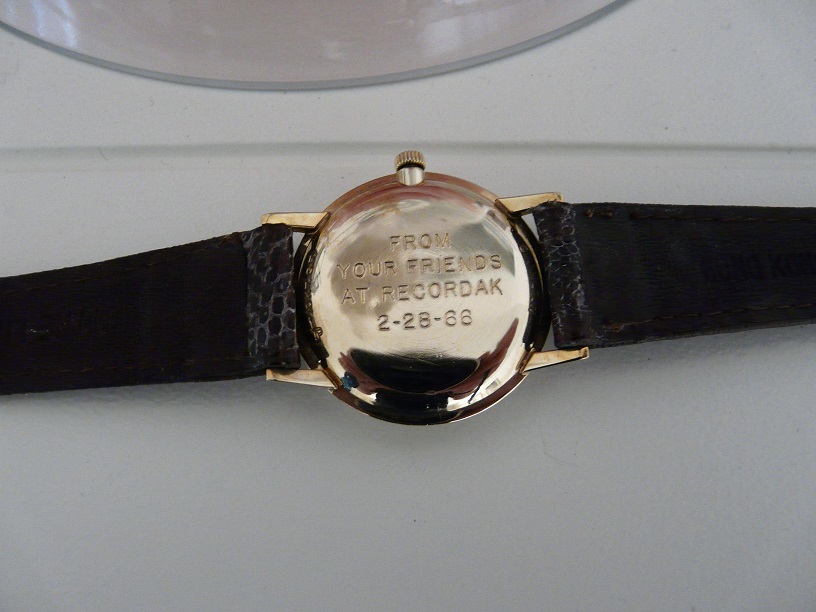 FROM
YOUR FRIENDS
AT RECORDAK
2-28-66